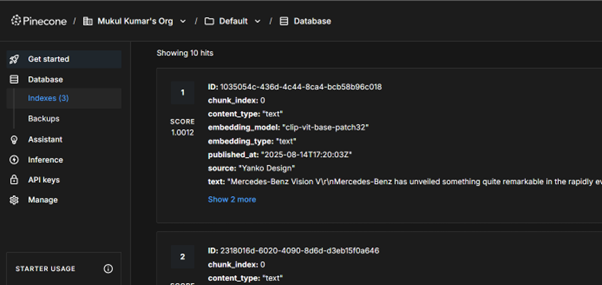 Pinecone / Mukul Kumar's Org / Default / Database
Get started
Database
Indexes (3)
Backups
Assistant
Inference
API keys
Manage
STARTER USAGE
Showing 10 hits
1
SCORE
1.0012
ID: 1035054c-436d-4c44-8ca4-bcb58b96c018
chunk_index: 0
content_type: "text"
embedding_model: "clip-vit-base-patch32"
embedding_type: "text"
published_at: "2025-08-14T17:20:03Z"
source: "Yanko Design"
text: "Mercedes-Benz Vision V\r\nMercedes-Benz has unveiled something quite remarkable in the rapidly
Show 2 more
2
SCORE
ID: 2318016d-6020-4090-8d6d-d3eb15f0a646
chunk_index: 0
content_type: "text"